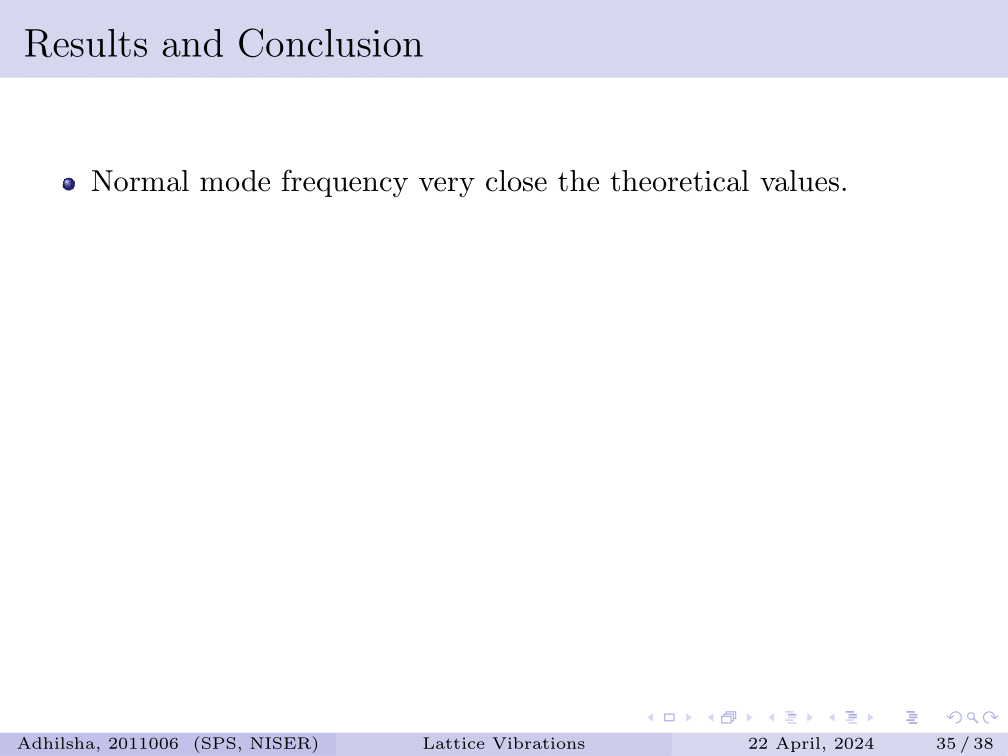 Results and Conclusion
Normal mode frequency very close the theoretical values.
Adhilsha, 2011006 (SPS, NISER) Lattice Vibrations 22 April, 2024 35 / 38